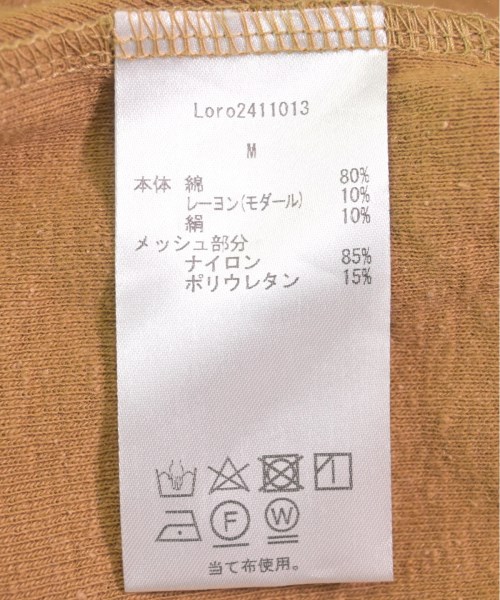 Loro2411013
M
本体 綿 80%
レーヨン(モダール) 10%
絹 10%
メッシュ部分
ナイロン 85%
ポリウレタン 15%
F W
当て布使用。